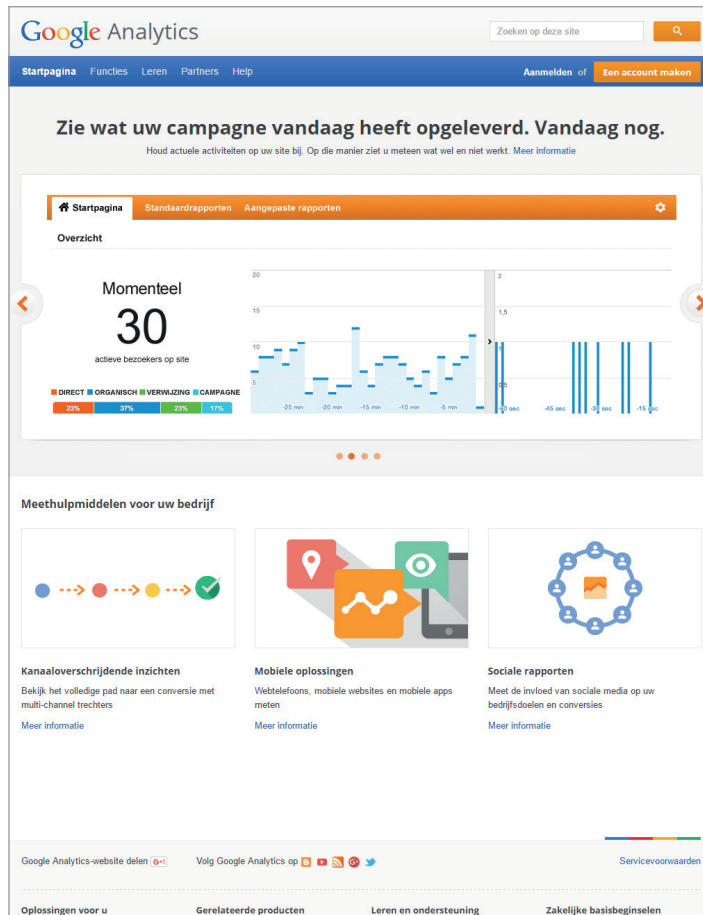 Google Analytics
Zoeken op deze site
Startpagina Functies Leren Partners Help
Aanmelden of Een account maken
Zie wat uw campagne vandaag heeft opgeleverd. Vandaag nog.
Houd actuele activiteiten op uw site bij. Op die manier ziet u meteen wat wel en niet werkt. Meer informatie
Startpagina Standaardrapporten Aangepaste rapporten
Overzicht
Momenteel
30
actieve bezoekers op site
DIRECT ORGANISCH VERWIJZING CAMPAGNE
23% 37% 23% 17%
20
15
10
5
-25 min -20 min -15 min -10 min -5 min
2
1,5
1
0,5
-60 sec -45 sec -30 sec -15 sec
Meethulpmiddelen voor uw bedrijf
Kanaaloverschrijdende inzichten
Bekijk het volledige pad naar een conversie met
multi-channel trechters
Meer informatie
Mobiele oplossingen
Webtelefoons, mobiele websites en mobiele apps
meten
Meer informatie
Sociale rapporten
Meet de invloed van sociale media op uw
bedrijfsdoelen en conversies
Meer informatie
Google Analytics-website delen G+1
Volg Google Analytics op
Servicevoorwaarden
Oplossingen voor u
Gerelateerde producten
Leren en ondersteuning
Zakelijke basisbeginselen